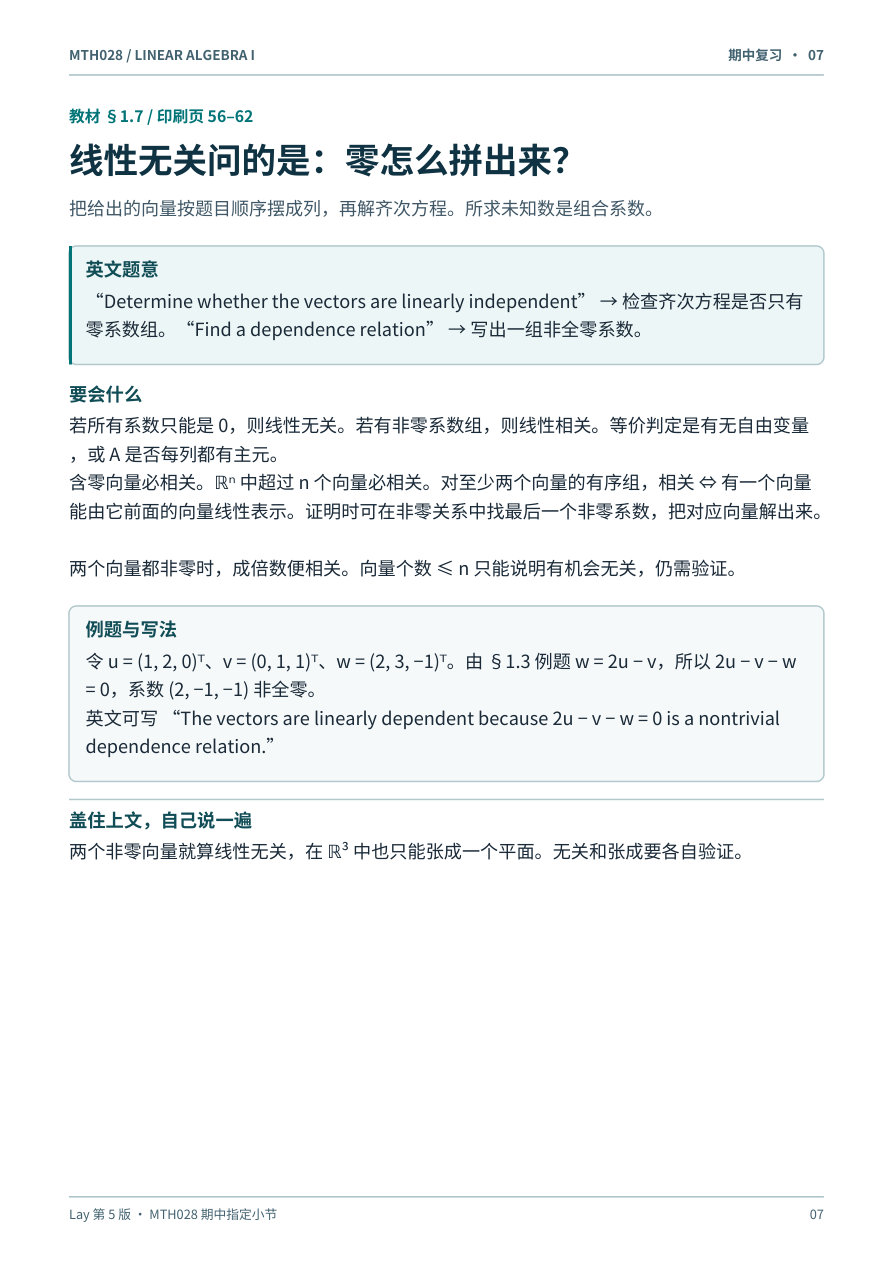 MTH028 / LINEAR ALGEBRA I
期中复习 · 07
教材 §1.7 / 印刷页 56–62
线性无关问的是：零怎么拼出来？
把给出的向量按题目顺序摆成列，再解齐次方程。所求未知数是组合系数。
英文题意
“Determine whether the vectors are linearly independent” → 检查齐次方程是否只有
零系数组。“Find a dependence relation” → 写出一组非全零系数。
要会什么
若所有系数只能是 0，则线性无关。若有非零系数组，则线性相关。等价判定是有无自由变量
，或 A 是否每列都有主元。
含零向量必相关。ℝⁿ 中超过 n 个向量必相关。对至少两个向量的有序组，相关 ⇔ 有一个向量
能由它前面的向量线性表示。证明时可在非零关系中找最后一个非零系数，把对应向量解出来。
两个向量都非零时，成倍数便相关。向量个数 ≤ n 只能说明有机会无关，仍需验证。
例题与写法
令 u = (1, 2, 0)ᵀ、v = (0, 1, 1)ᵀ、w = (2, 3, −1)ᵀ。由 §1.3 例题 w = 2u − v，所以 2u − v − w
= 0，系数 (2, −1, −1) 非全零。
英文可写 “The vectors are linearly dependent because 2u − v − w = 0 is a nontrivial
dependence relation.”
盖住上文，自己说一遍
两个非零向量就算线性无关，在 ℝ³ 中也只能张成一个平面。无关和张成要各自验证。
Lay 第 5 版 · MTH028 期中指定小节
07